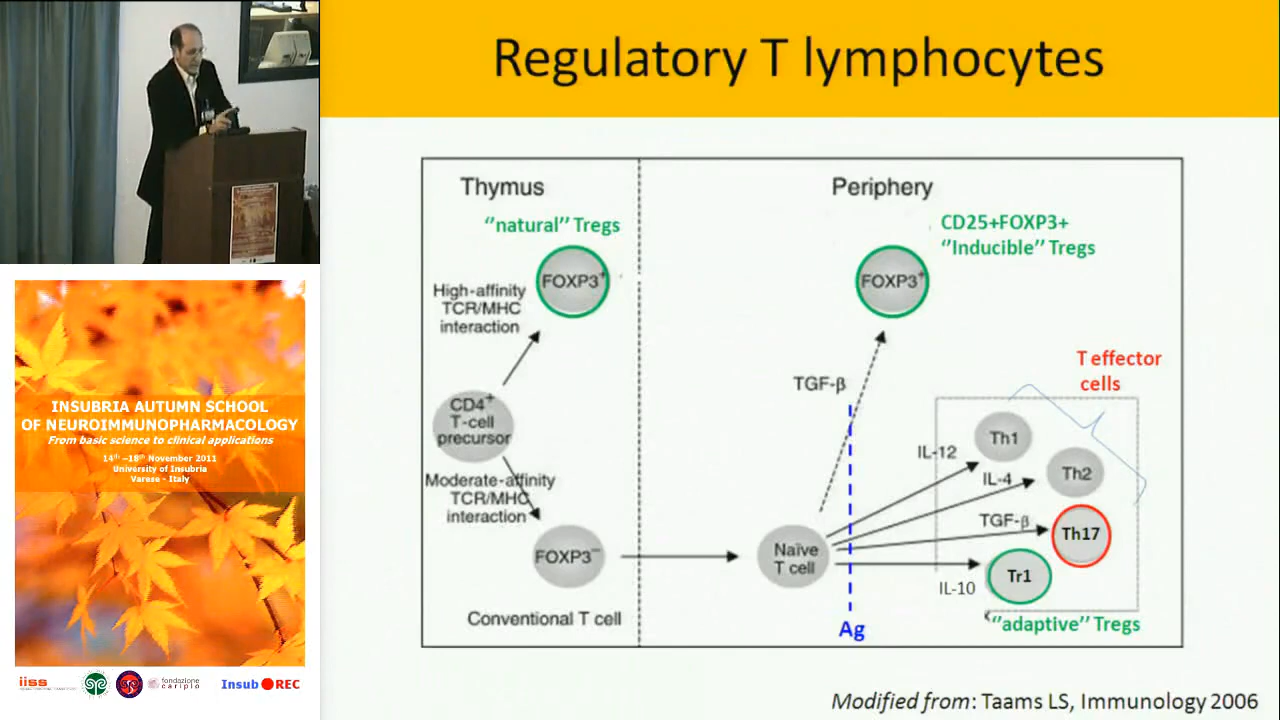 Regulatory T lymphocytes
Thymus
Periphery
"natural" Tregs
CD25+FOXP3+
"Inducible" Tregs
FOXP3⁺
FOXP3⁺
High-affinity
TCR/MHC
interaction
T effector
cells
TGF-β
CD4⁺
T-cell
precursor
Th1
IL-12
Th2
IL-4
Moderate-affinity
TCR/MHC
interaction
TGF-β
Th17
FOXP3⁻
Naïve
T cell
Tr1
IL-10
Conventional T cell
Ag
"adaptive" Tregs
Modified from: Taams LS, Immunology 2006
INSUBRIA AUTUMN SCHOOL
OF NEUROIMMUNOPHARMACOLOGY
From basic science to clinical applications
14th –18th November 2011
University of Insubria
Varese - Italy
iiss
fondazione
cariplo
Insub REC